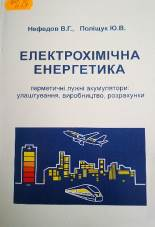 Нефедов В.Г., Поліщук Ю.В.
ЕЛЕКТРОХІМІЧНА
ЕНЕРГЕТИКА
герметичні лужні акумулятори:
улаштування, виробництво, розрахунки